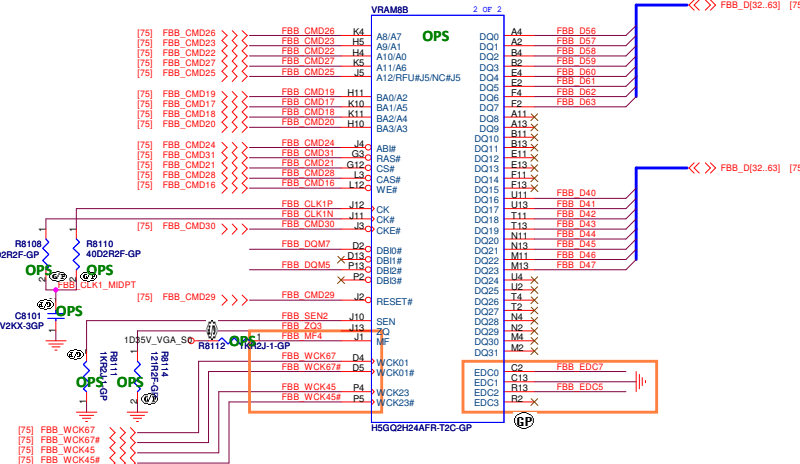 VRAM8B 2 OF 2
OPS
[75] FBB_CMD26 FBB_CMD26 K4 A8/A7
[75] FBB_CMD23 FBB_CMD23 H5 A9/A1
[75] FBB_CMD22 FBB_CMD22 H4 A10/A0
[75] FBB_CMD27 FBB_CMD27 K5 A11/A6
[75] FBB_CMD25 FBB_CMD25 J5 A12/RFU#J5/NC#J5
[75] FBB_CMD19 FBB_CMD19 H11 BA0/A2
[75] FBB_CMD17 FBB_CMD17 K10 BA1/A5
[75] FBB_CMD18 FBB_CMD18 K11 BA2/A4
[75] FBB_CMD20 FBB_CMD20 H10 BA3/A3
[75] FBB_CMD24 FBB_CMD24 J4 ABI#
[75] FBB_CMD31 FBB_CMD31 G3 RAS#
[75] FBB_CMD21 FBB_CMD21 G12 CS#
[75] FBB_CMD28 FBB_CMD28 L3 CAS#
[75] FBB_CMD16 FBB_CMD16 L12 WE#
FBB_CLK1P J12 CK
FBB_CLK1N J11 CK#
[75] FBB_CMD30 FBB_CMD30 J3 CKE#
FBB_DQM7 D2 DBI0#
D13 DBI1#
FBB_DQM5 P13 DBI2#
P2 DBI3#
[75] FBB_CMD29 FBB_CMD29 J2 RESET#
FBB_SEN2 J10 SEN
FBB_ZQ3 J13 ZQ
FBB_MF4 J1 MF
FBB_WCK67 D4 WCK01
FBB_WCK67# D5 WCK01#
FBB_WCK45 P4 WCK23
FBB_WCK45# P5 WCK23#
DQ0 A4 FBB_D56
DQ1 A2 FBB_D57
DQ2 B4 FBB_D58
DQ3 B2 FBB_D59
DQ4 E4 FBB_D60
DQ5 E2 FBB_D61
DQ6 F4 FBB_D62
DQ7 F2 FBB_D63
DQ8 A11
DQ9 A13
DQ10 B11
DQ11 B13
DQ12 E11
DQ13 E13
DQ14 F11
DQ15 F13
DQ16 U11 FBB_D40
DQ17 U13 FBB_D41
DQ18 T11 FBB_D42
DQ19 T13 FBB_D43
DQ20 N11 FBB_D44
DQ21 N13 FBB_D45
DQ22 M11 FBB_D46
DQ23 M13 FBB_D47
DQ24 U4
DQ25 U2
DQ26 T4
DQ27 T2
DQ28 N4
DQ29 N2
DQ30 M4
DQ31 M2
EDC0 C2 FBB_EDC7
EDC1 C13
EDC2 R13 FBB_EDC5
EDC3 R2
FBB_D[32..63] [75
FBB_D[32..63] [75
H5GQ2H24AFR-T2C-GP
GP
R8108
D2R2F-GP
OPS
R8110
40D2R2F-GP
OPS
FBB_CLK1_MIDPT
C8101
V2KX-3GP
OPS
1D35V_VGA_S0
R8112 1KR2J-1-GP
OPS
R8111
1KR2J-1-GP
OPS
R8114
OPS
[75] FBB_WCK67
[75] FBB_WCK67#
[75] FBB_WCK45
[75] FBB_WCK45#